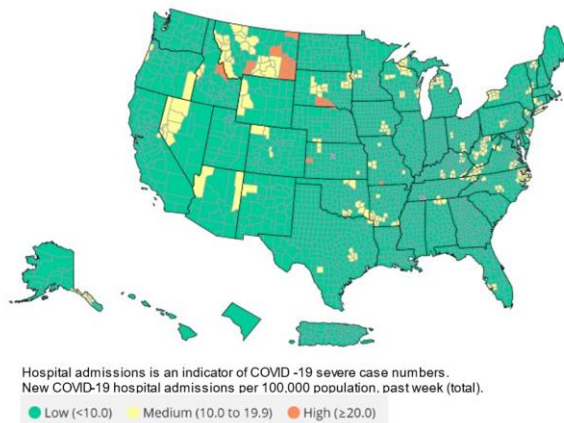 Hospital admissions is an indicator of COVID -19 severe case numbers.
New COVID-19 hospital admissions per 100,000 population, past week (total).
Low (<10.0) Medium (10.0 to 19.9) High (≥20.0)